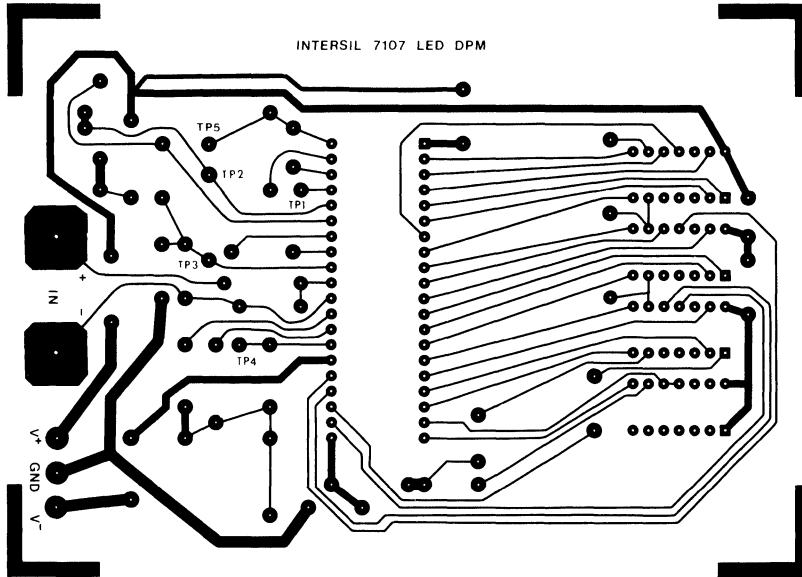 INTERSIL 7107 LED DPM
TP5
TP2
TP1
TP3
+
IN
-
TP4
V+
GND
V-